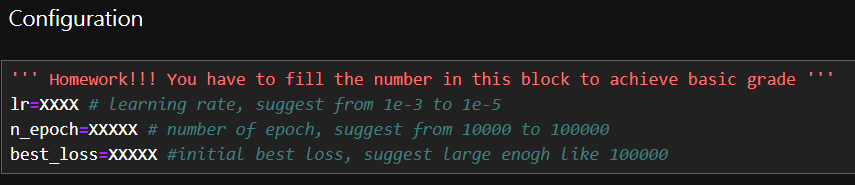 Configuration
''' Homework!!! You have to fill the number in this block to achieve basic grade '''
lr=XXXX # learning rate, suggest from 1e-3 to 1e-5
n_epoch=XXXXX # number of epoch, suggest from 10000 to 100000
best_loss=XXXXX #initial best loss, suggest large enogh like 100000